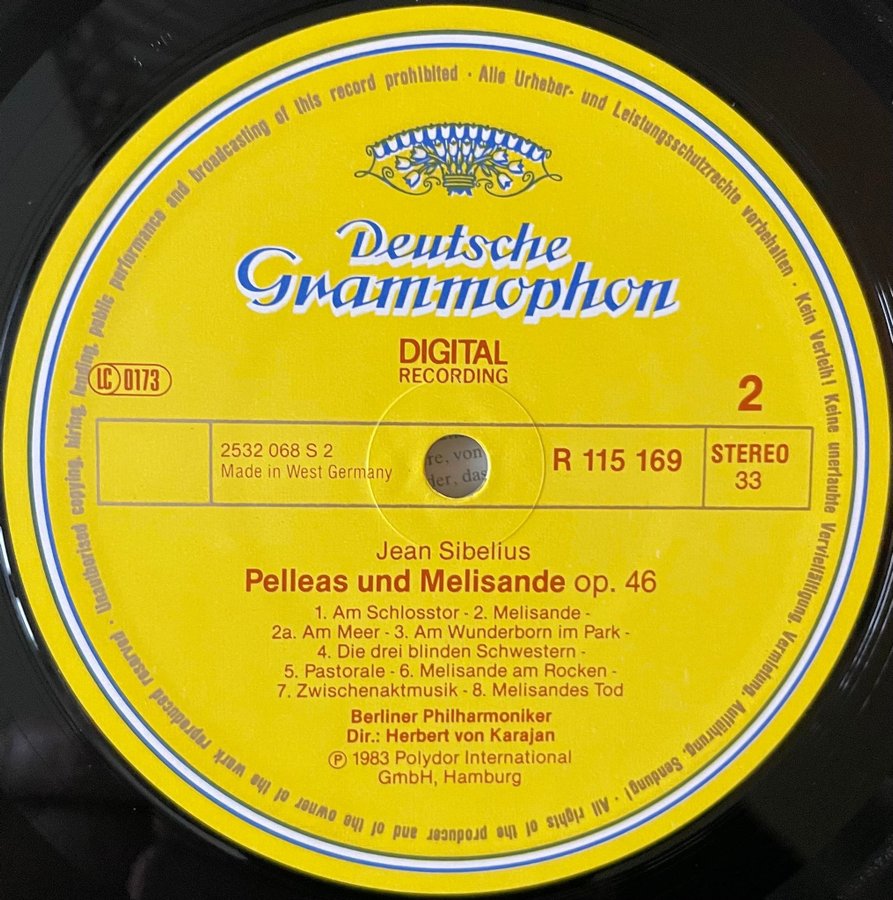 Unauthorised copying, hiring, lending, public performance and broadcasting of this record prohibited · Alle Urheber- und Leistungsschutzrechte vorbehalten · Kein Verleih! Keine unerlaubte Vervielfältigung, Vermietung, Aufführung, Sendung! · All rights of the producer and of the owner of the work reproduced reserved ·
Deutsche
Grammophon
DIGITAL
RECORDING
LC 0173
2
2532 068 S 2
Made in West Germany
re, von
der, das
R 115 169
STEREO
33
Jean Sibelius
Pelleas und Melisande op. 46
1. Am Schlosstor - 2. Melisande -
2a. Am Meer - 3. Am Wunderborn im Park -
4. Die drei blinden Schwestern -
5. Pastorale - 6. Melisande am Rocken -
7. Zwischenaktmusik - 8. Melisandes Tod
Berliner Philharmoniker
Dir.: Herbert von Karajan
Ⓟ 1983 Polydor International
GmbH, Hamburg